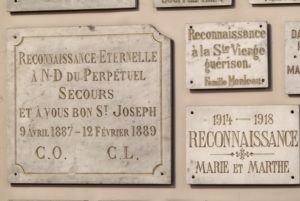 RECONNAISSANCE ETERNELLE
À N-D DU PERPÉTUEL
SECOURS
ET À VOUS BON ST JOSEPH
9 AVRIL 1887 - 12 FÉVRIER 1889
C.O. C.L.
Reconnaissance
à la Ste Vierge
guérison.
Famille
1914 - 1918
RECONNAISSANCE
MARIE ET MARTHE